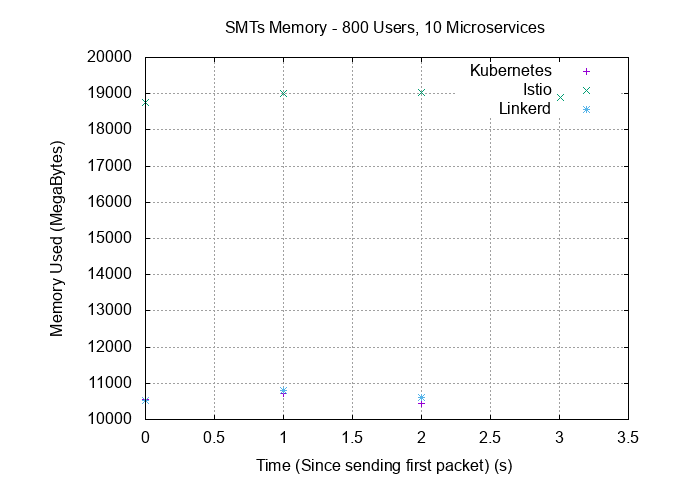 SMTs Memory - 800 Users, 10 Microservices
20000
19000
18000
17000
16000
15000
14000
13000
12000
11000
10000
Memory Used (MegaBytes)
Kubernetes
Istio
Linkerd
0 0.5 1 1.5 2 2.5 3 3.5
Time (Since sending first packet) (s)